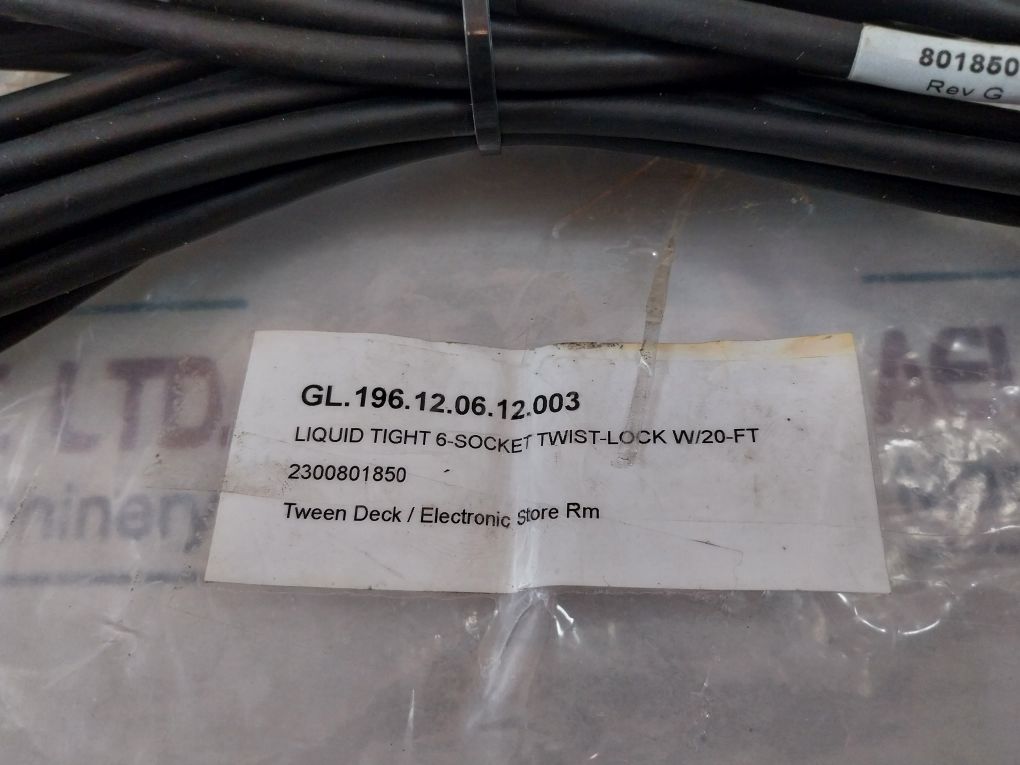 801850
Rev G
GL.196.12.06.12.003
LIQUID TIGHT 6-SOCKET TWIST-LOCK W/20-FT
2300801850
Tween Deck / Electronic Store Rm
LTD.